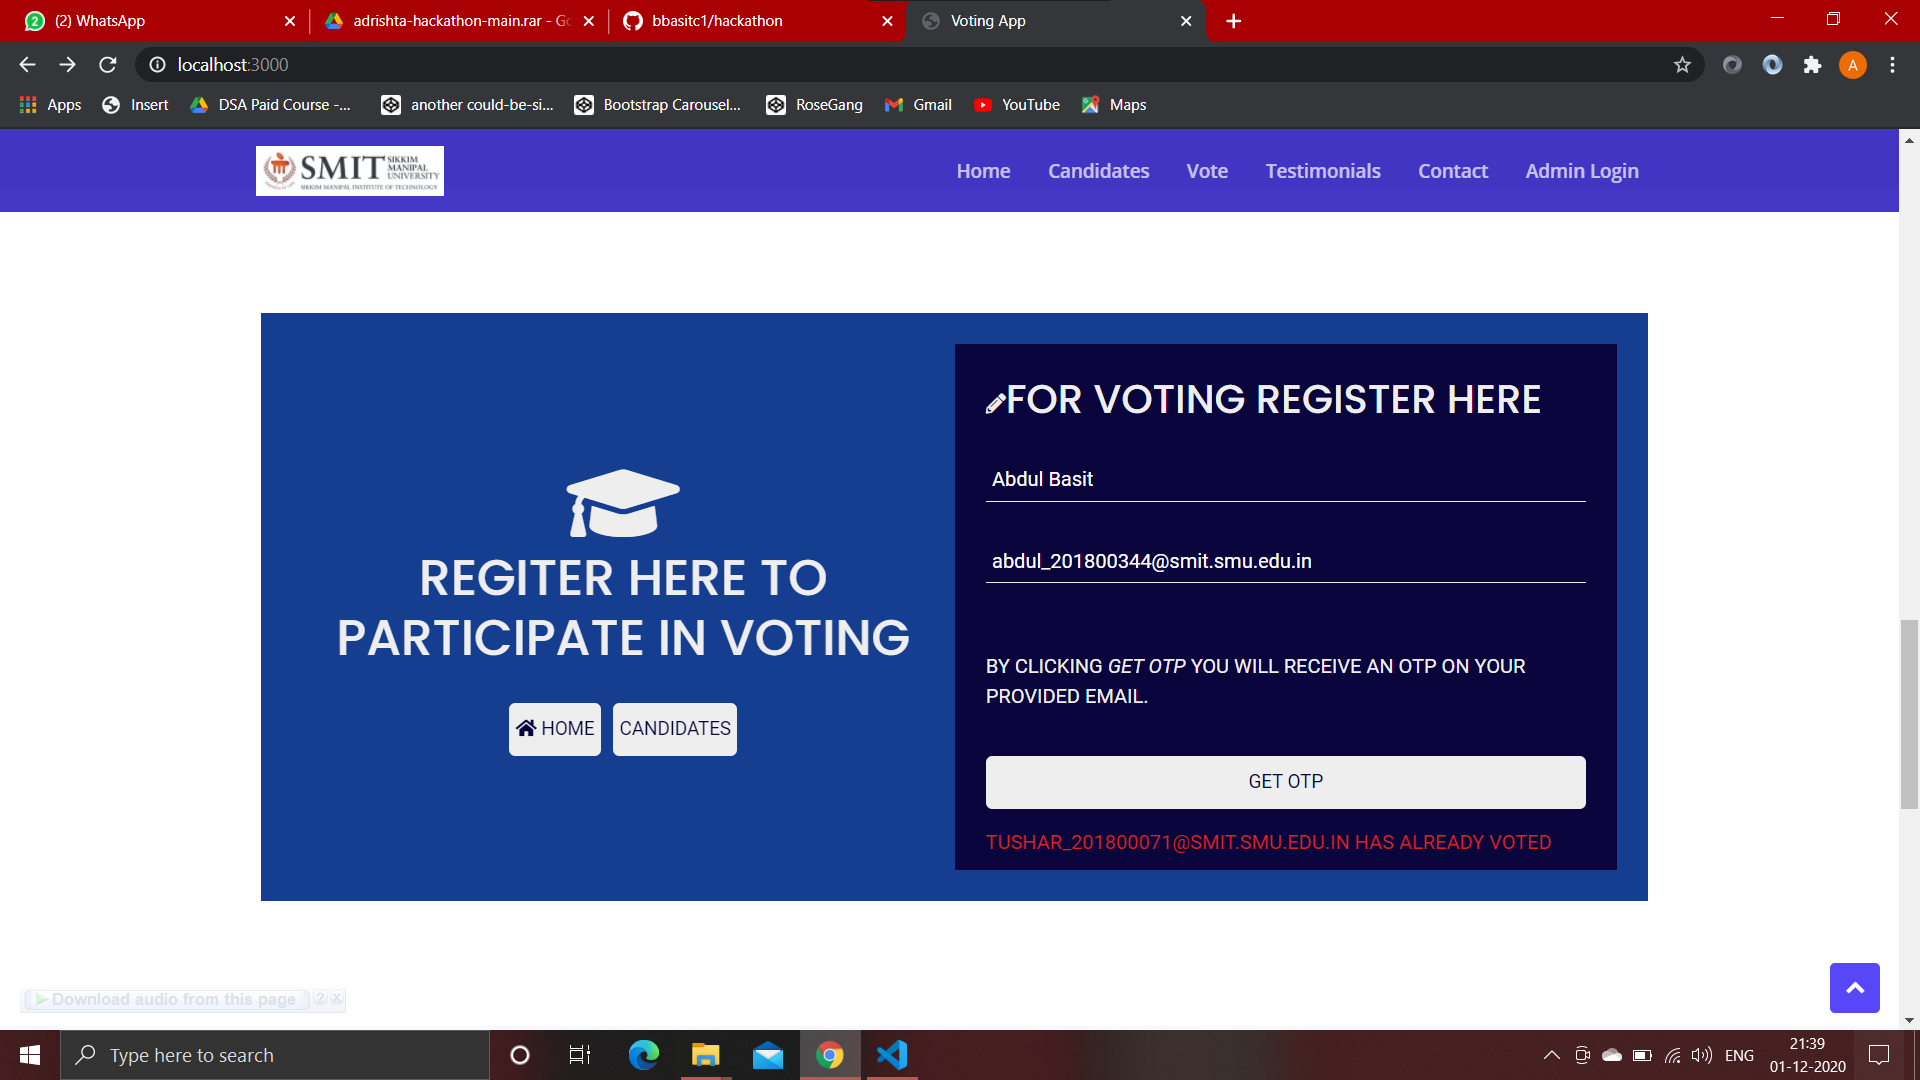 (2) WhatsApp
adrishta-hackathon-main.rar - Go
bbasitc1/hackathon
Voting App
localhost:3000
A
Apps
Insert
DSA Paid Course -...
another could-be-si...
Bootstrap Carousel...
RoseGang
Gmail
YouTube
Maps
SMIT SIKKIM MANIPAL UNIVERSITY
SIKKIM MANIPAL INSTITUTE OF TECHNOLOGY
Home
Candidates
Vote
Testimonials
Contact
Admin Login
REGITER HERE TO
PARTICIPATE IN VOTING
HOME
CANDIDATES
FOR VOTING REGISTER HERE
Abdul Basit
abdul_201800344@smit.smu.edu.in
BY CLICKING GET OTP YOU WILL RECEIVE AN OTP ON YOUR
PROVIDED EMAIL.
GET OTP
TUSHAR_201800071@SMIT.SMU.EDU.IN HAS ALREADY VOTED
Download audio from this page ? X
Type here to search
ENG
21:39
01-12-2020